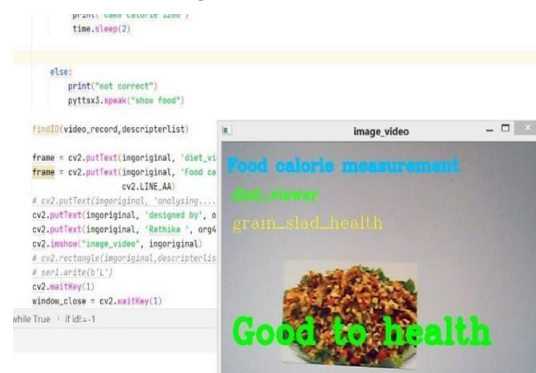 print("cake calorie 1200")
time.sleep(2)
else:
print("not correct")
pyttsx3.speak("show food")
findID(video_record,descripterlist)
frame = cv2.putText(imgoriginal, 'diet_vi
frame = cv2.putText(imgoriginal, 'Food ca
cv2.LINE_AA)
# cv2.putText(imgoriginal, 'analysing....
cv2.putText(imgoriginal, 'designed by', o
cv2.putText(imgoriginal, 'Rathika ', org4
cv2.imshow("image_video", imgoriginal)
# cv2.rectangle(imgoriginal,descripterlis
# ser1.write(b'L')
cv2.waitKey(1)
window_close = cv2.waitKey(1)
while True
if id!=-1
image_video
Food calorie measurement
diet_viewer
grain_slad_health
Good to health